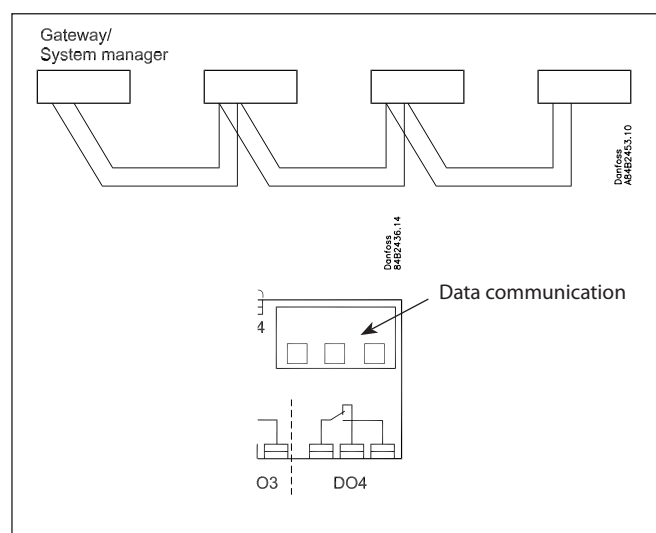 Gateway/
System manager
Danfoss
A84B2453.10
Danfoss
84B2436.14
Data communication
4
O3
DO4